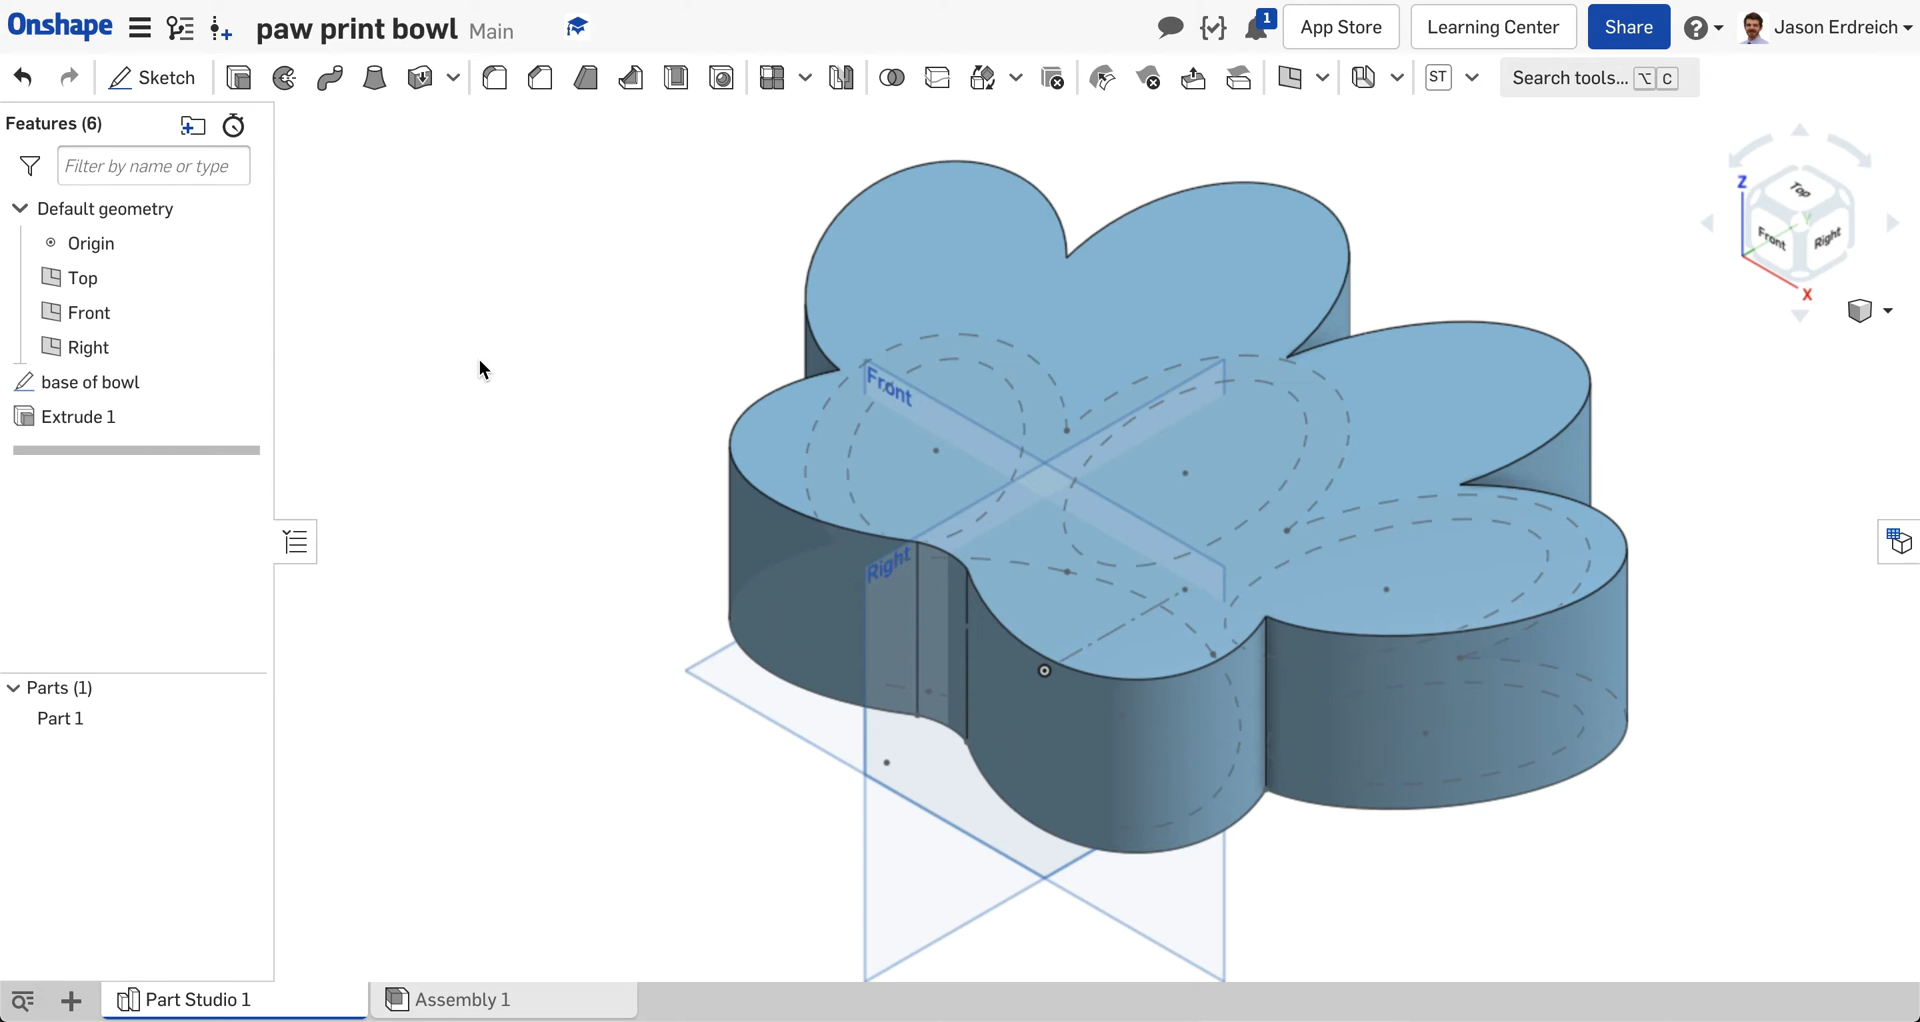 Onshape paw print bowl Main 1 App Store Learning Center Share Jason Erdreich
Sketch ST Search tools... ⌥ C
Features (6)
Filter by name or type
Default geometry
Origin
Top
Front
Right
base of bowl
Extrude 1
Parts (1)
Part 1
Front
Right
Z
Top
Y
Front
Right
X
Part Studio 1
Assembly 1